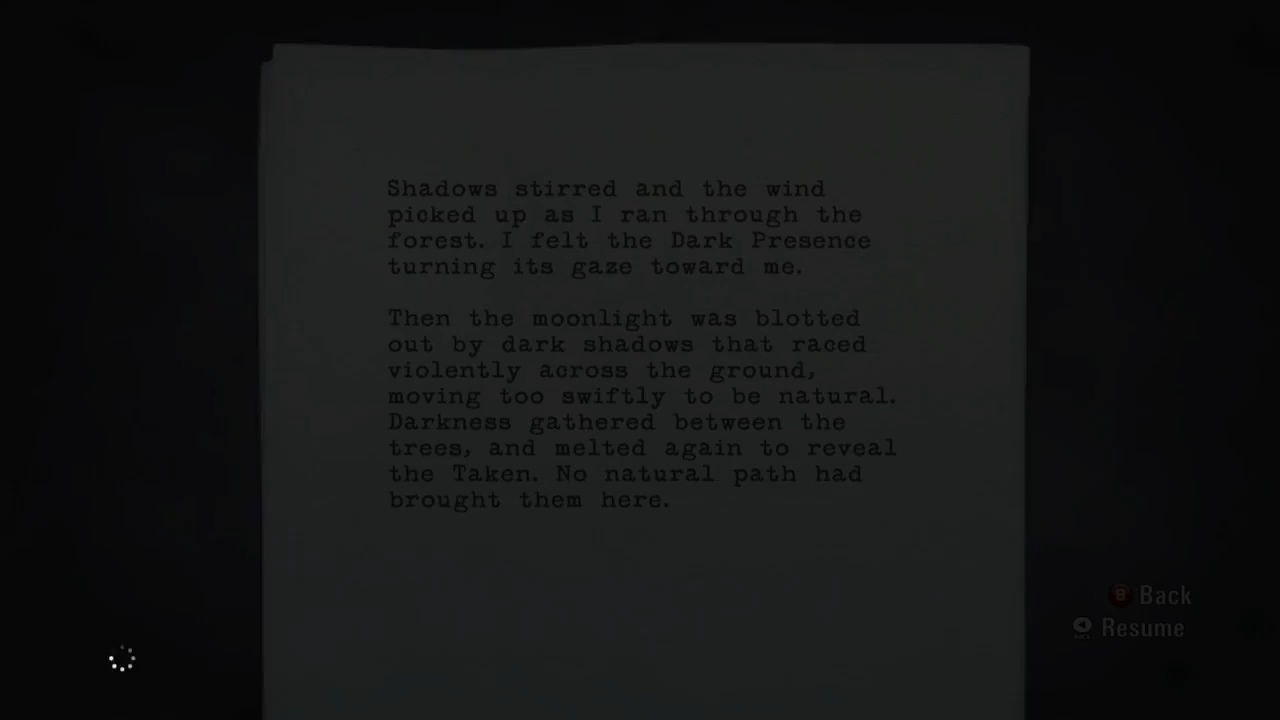 Shadows stirred and the wind
picked up as I ran through the
forest. I felt the Dark Presence
turning its gaze toward me.
Then the moonlight was blotted
out by dark shadows that raced
violently across the ground,
moving too swiftly to be natural.
Darkness gathered between the
trees, and melted again to reveal
the Taken. No natural path had
brought them here.
B Back
BACK Resume